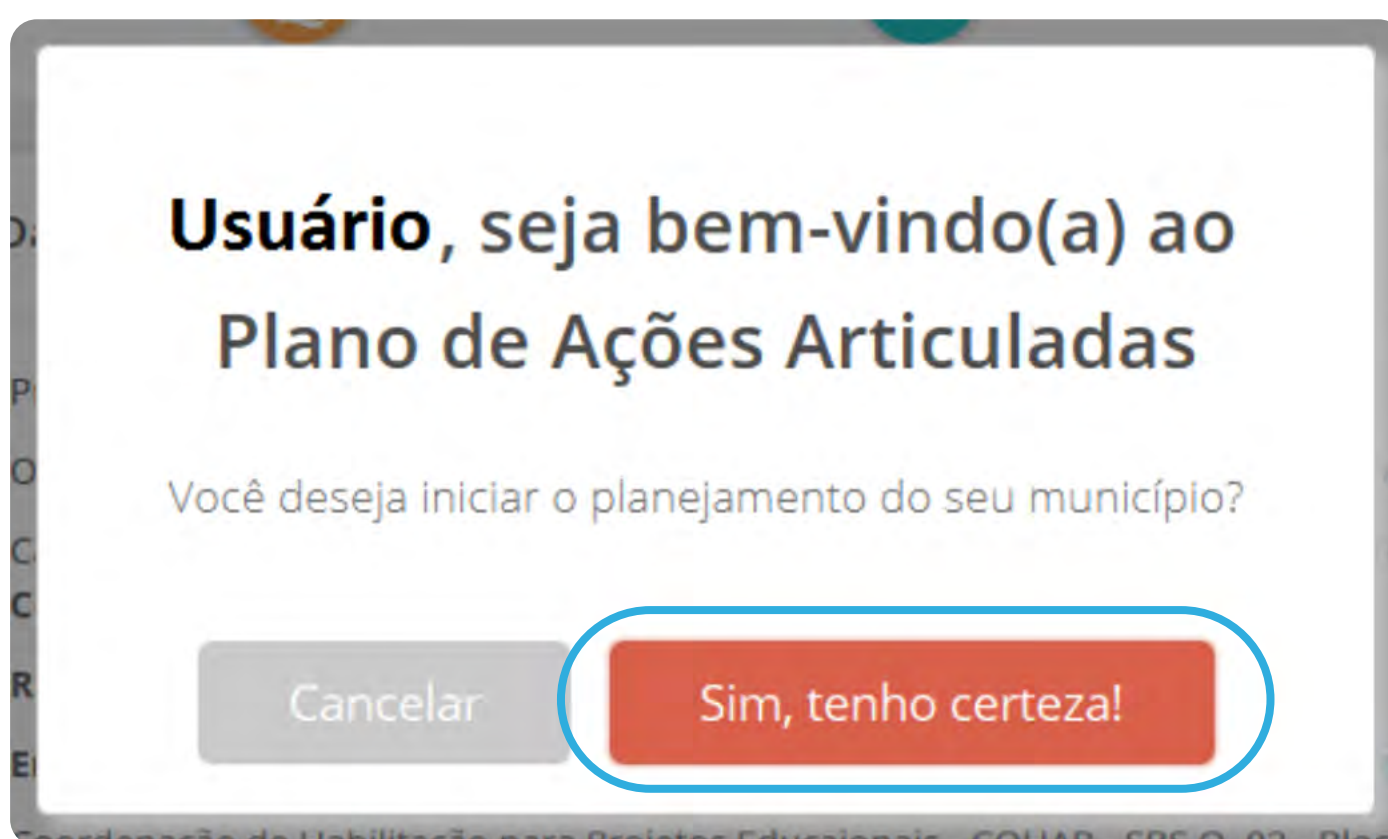 Usuário, seja bem-vindo(a) ao
Plano de Ações Articuladas
Você deseja iniciar o planejamento do seu município?
Cancelar
Sim, tenho certeza!